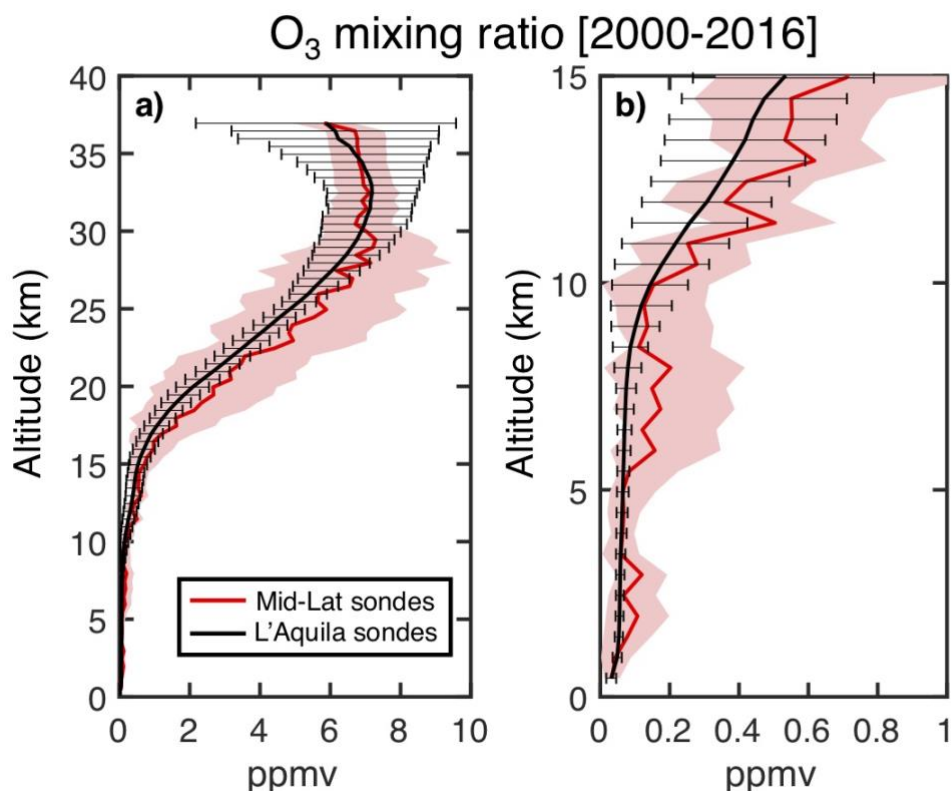 O3 mixing ratio [2000-2016]
a)
40
35
30
25
20
15
10
5
0
Altitude (km)
0 2 4 6 8 10
ppmv
Mid-Lat sondes
L'Aquila sondes
b)
15
10
5
0
Altitude (km)
0 0.2 0.4 0.6 0.8 1
ppmv